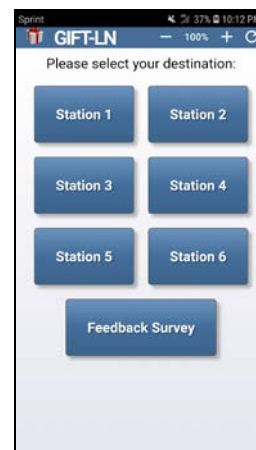 Sprint 37% 10:12 PM
GIFT-LN − 100% +
Please select your destination:
Station 1 Station 2
Station 3 Station 4
Station 5 Station 6
Feedback Survey